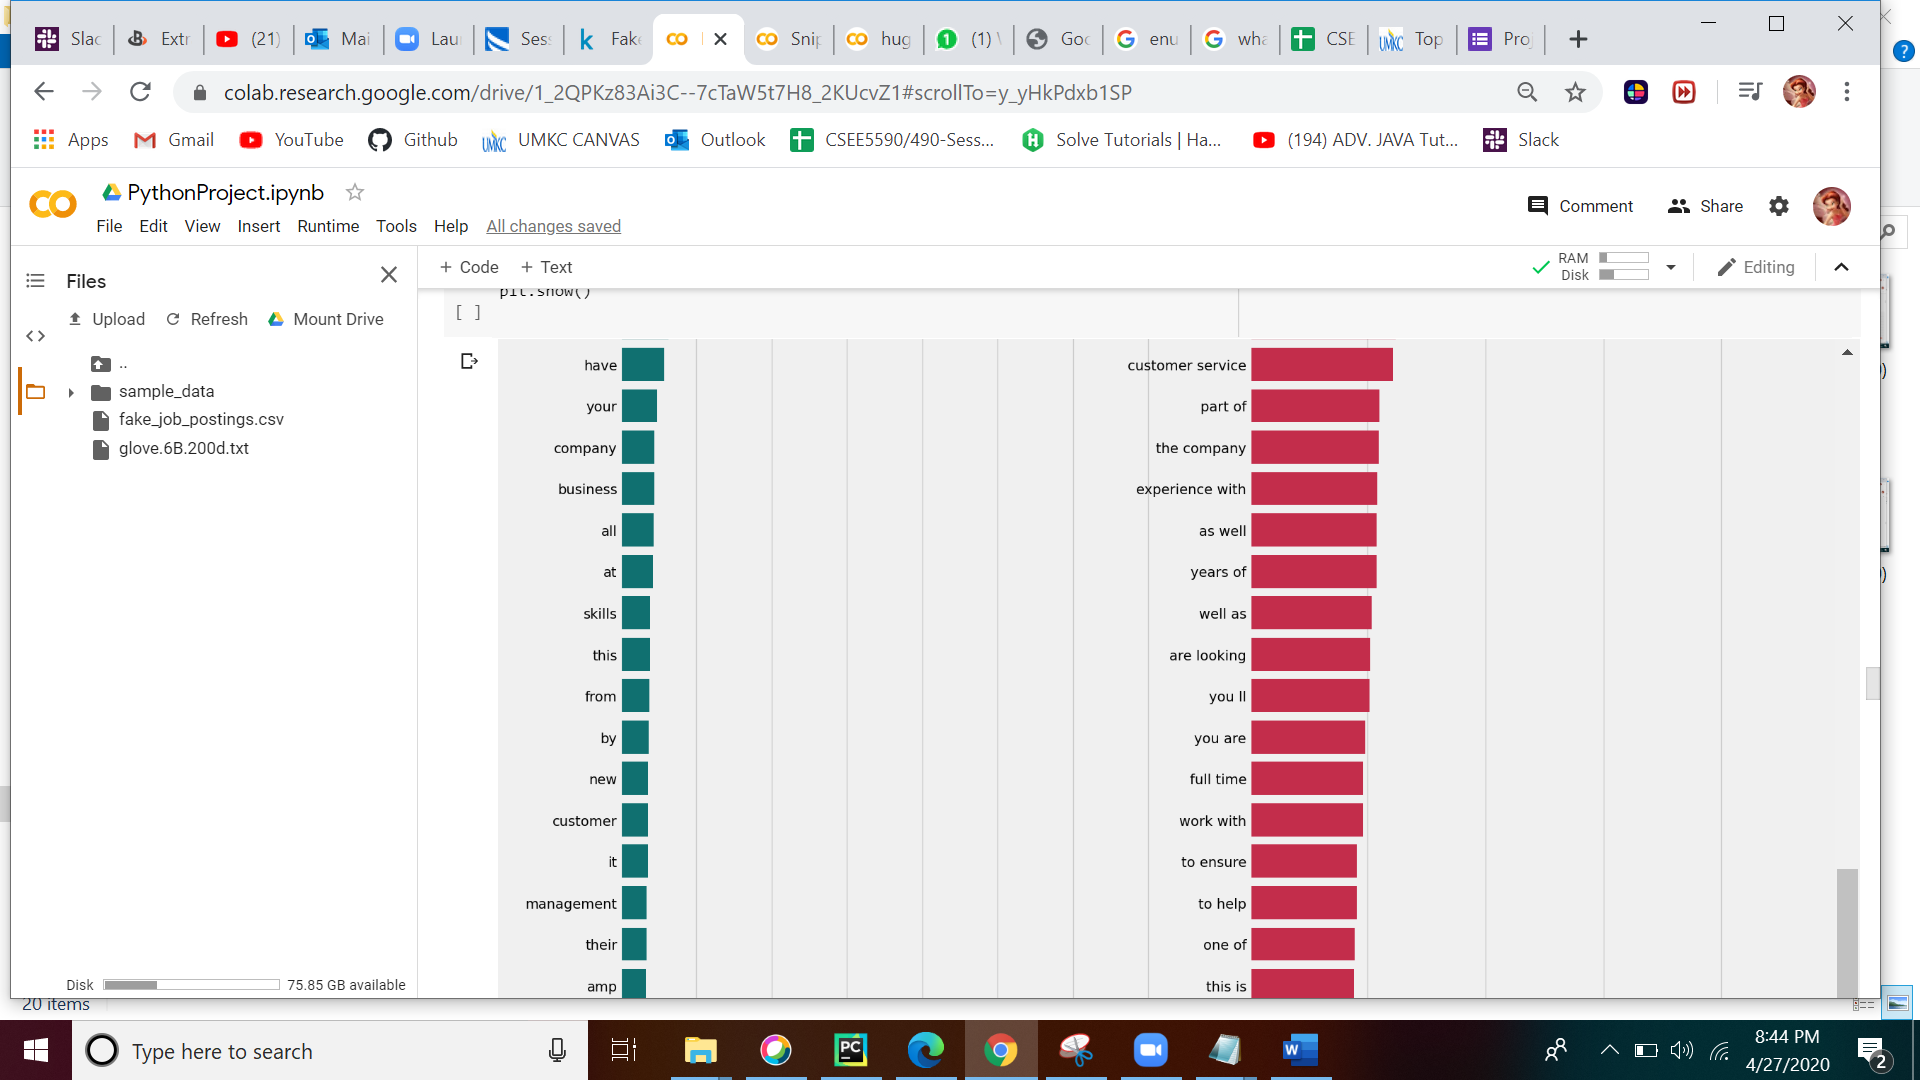 Slac
Extr
(21)
Mai
Lau
Sess
Fake
Snip
hug
(1)
Goo
enu
wha
CSE
Top
Proj
colab.research.google.com/drive/1_2QPKz83Ai3C--7cTaW5t7H8_2KUcvZ1#scrollTo=y_yHkPdxb1SP
Apps
Gmail
YouTube
Github
UMKC CANVAS
Outlook
CSEE5590/490-Sess...
Solve Tutorials | Ha...
(194) ADV. JAVA Tut...
Slack
PythonProject.ipynb
Comment
Share
File Edit View Insert Runtime Tools Help All changes saved
Files
+ Code + Text
RAM
Disk
Editing
Upload Refresh Mount Drive
..
sample_data
fake_job_postings.csv
glove.6B.200d.txt
plt.show()
[ ]
have
your
company
business
all
at
skills
this
from
by
new
customer
it
management
their
amp
customer service
part of
the company
experience with
as well
years of
well as
are looking
you ll
you are
full time
work with
to ensure
to help
one of
this is
Disk 75.85 GB available
20 items
Type here to search
PC
8:44 PM
4/27/2020
2